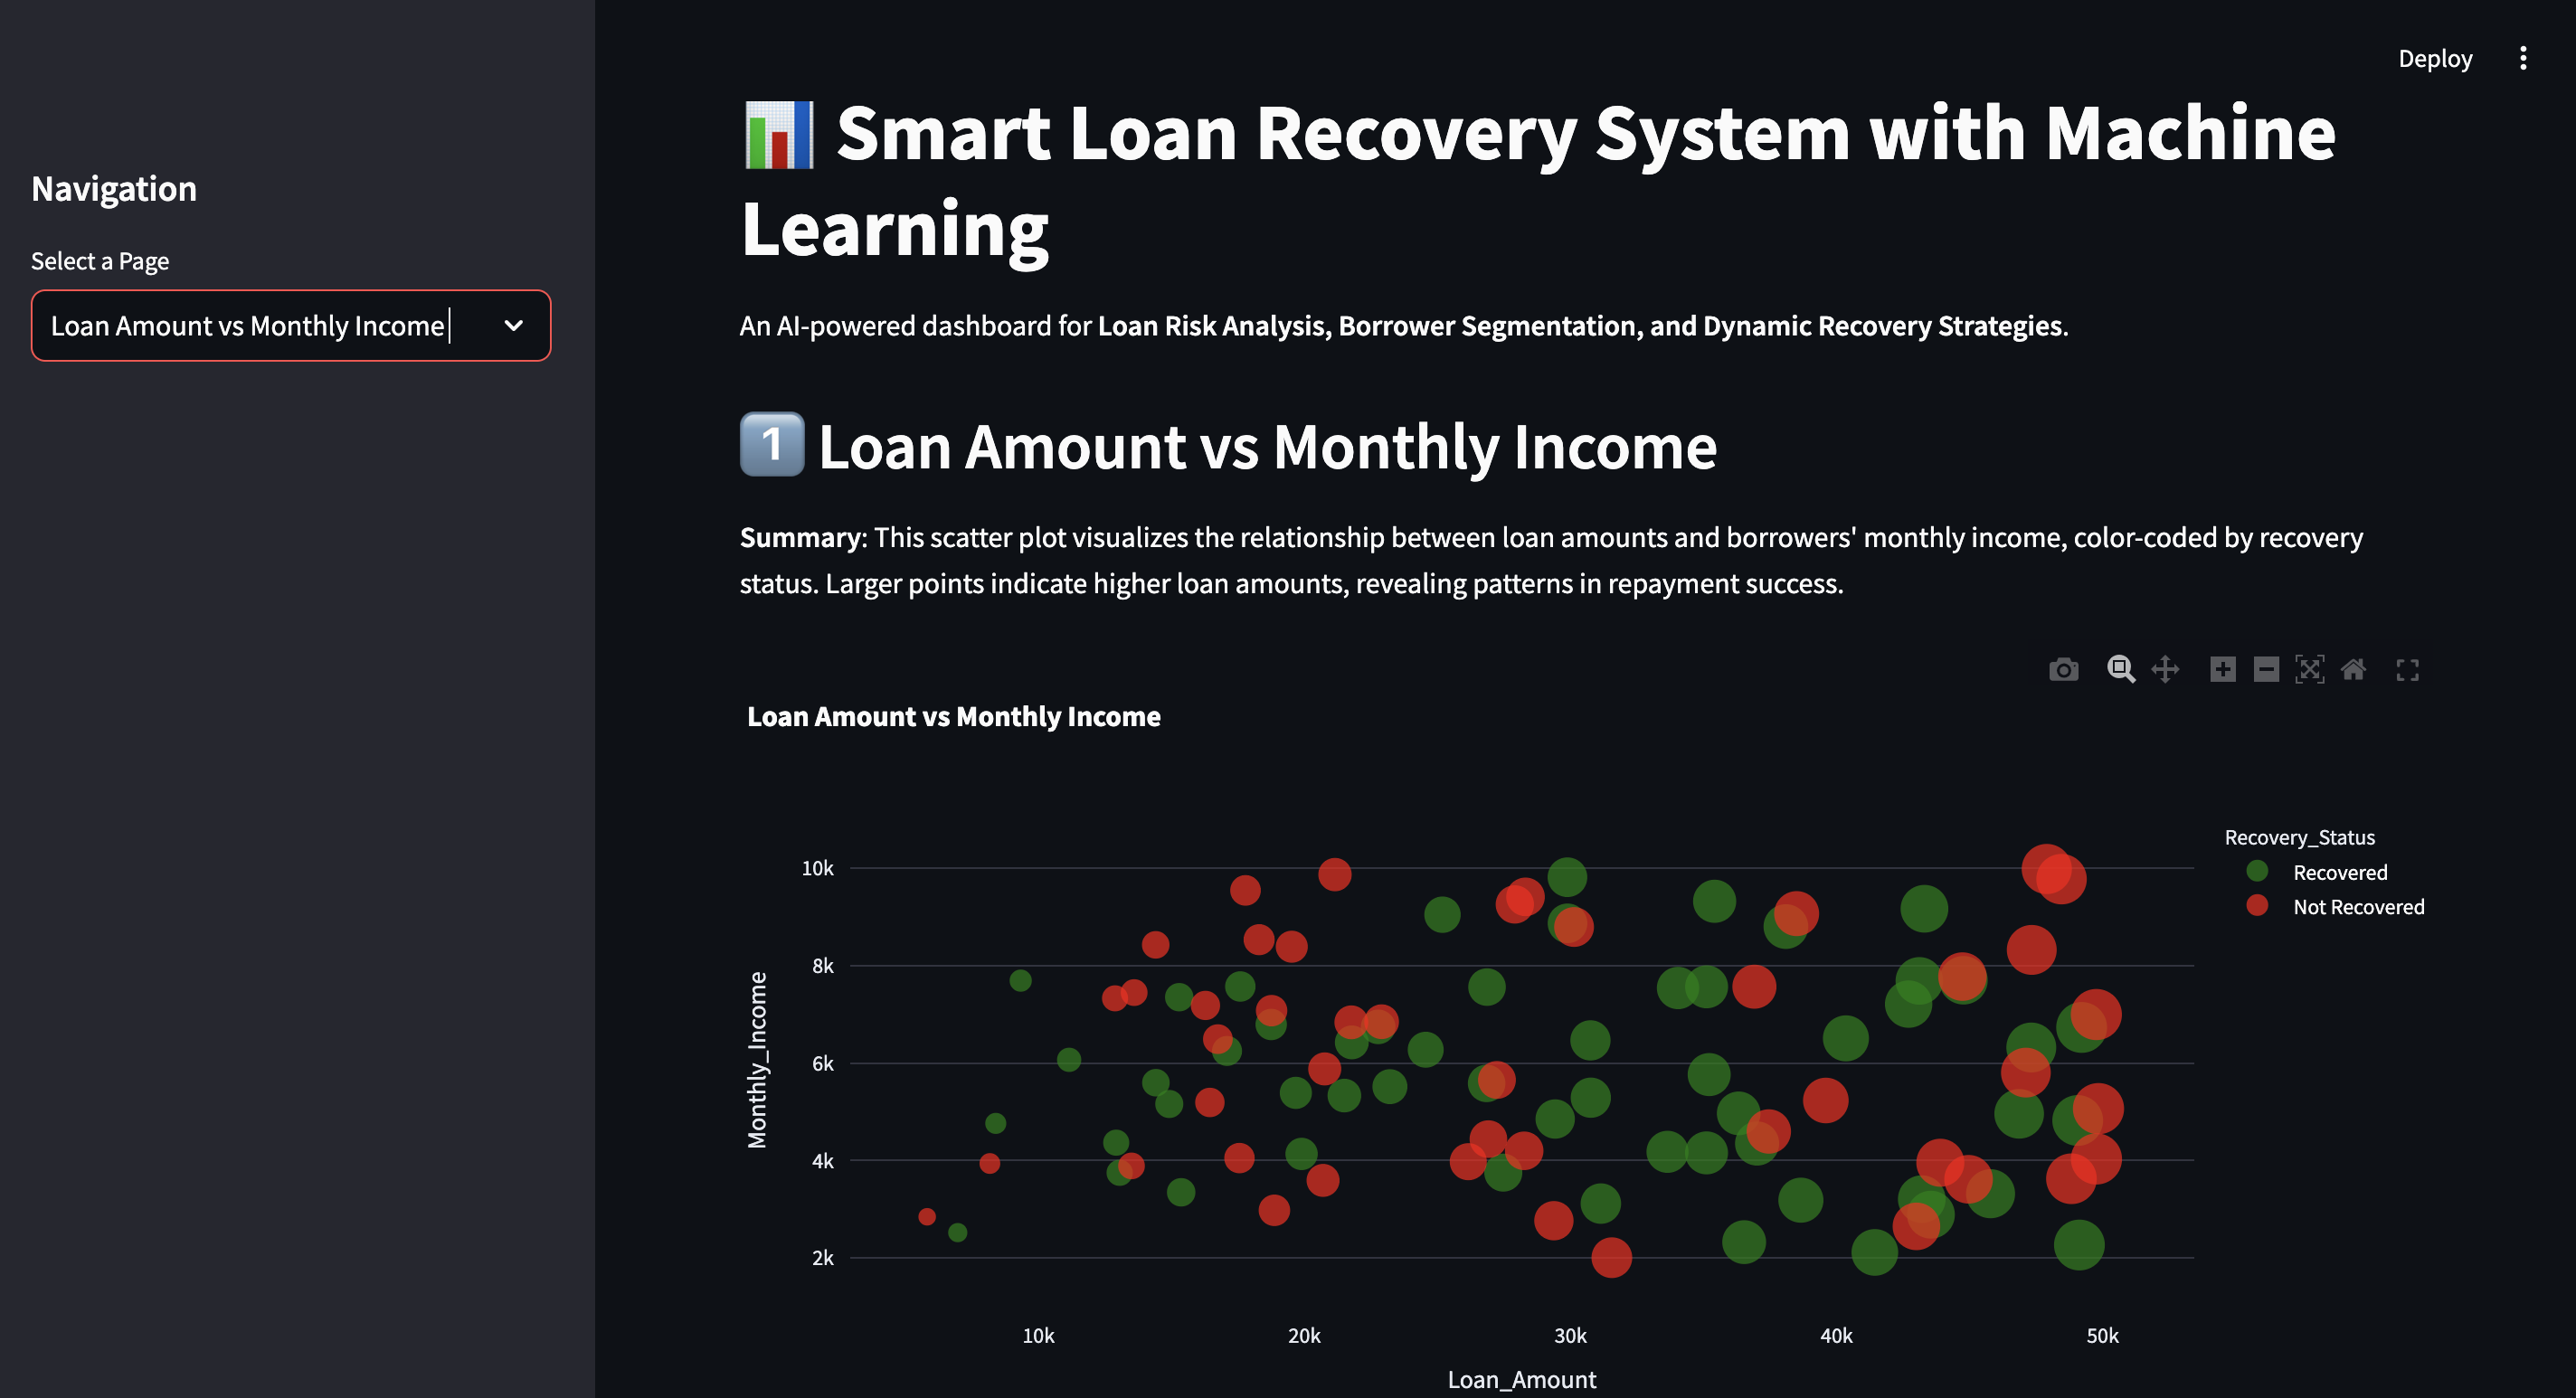 Deploy
Navigation
Select a Page
Loan Amount vs Monthly Income
📊 Smart Loan Recovery System with Machine
Learning
An AI-powered dashboard for Loan Risk Analysis, Borrower Segmentation, and Dynamic Recovery Strategies.
1️⃣ Loan Amount vs Monthly Income
Summary: This scatter plot visualizes the relationship between loan amounts and borrowers' monthly income, color-coded by recovery
status. Larger points indicate higher loan amounts, revealing patterns in repayment success.
Loan Amount vs Monthly Income
Recovery_Status
Recovered
Not Recovered
Monthly_Income
10k
8k
6k
4k
2k
10k 20k 30k 40k 50k
Loan_Amount